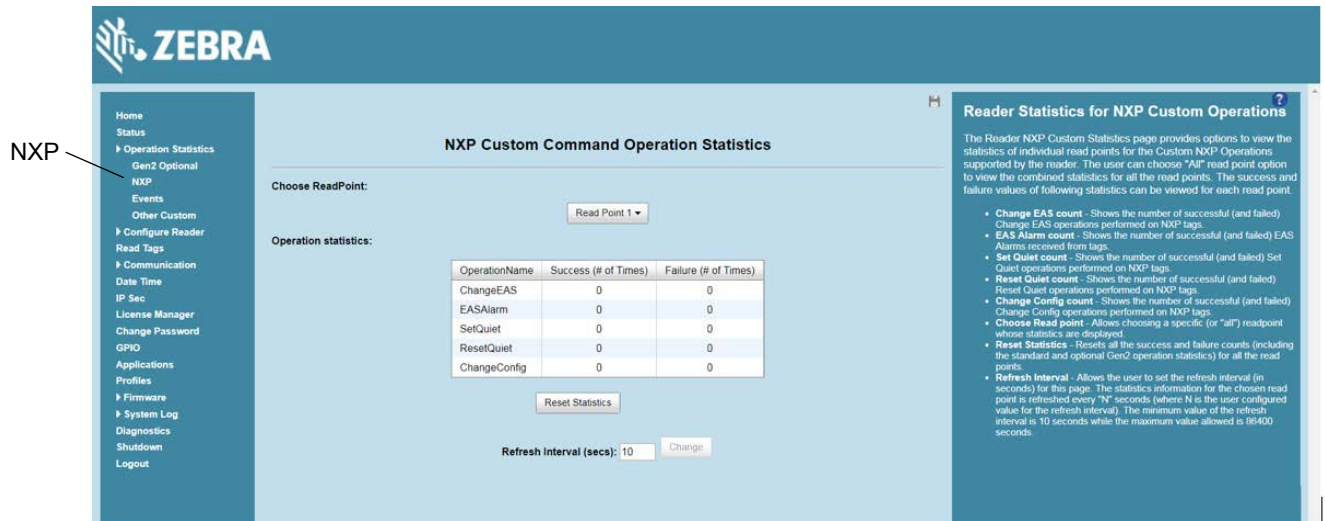 ZEBRA
NXP
Home
Status
Operation Statistics
Gen2 Optional
NXP
Events
Other Custom
Configure Reader
Read Tags
Communication
Date Time
IP Sec
License Manager
Change Password
GPIO
Applications
Profiles
Firmware
System Log
Diagnostics
Shutdown
Logout
NXP Custom Command Operation Statistics
Choose ReadPoint:
Read Point 1
Operation statistics:
OperationName Success (# of Times) Failure (# of Times)
ChangeEAS 0 0
EASAlarm 0 0
SetQuiet 0 0
ResetQuiet 0 0
ChangeConfig 0 0
Reset Statistics
Refresh Interval (secs): 10 Change
?
Reader Statistics for NXP Custom Operations
The Reader NXP Custom Statistics page provides options to view the
statistics of individual read points for the Custom NXP Operations
supported by the reader. The user can choose "All" read point option
to view the combined statistics for all the read points. The success and
failure values of following statistics can be viewed for each read point.
• Change EAS count - Shows the number of successful (and failed)
Change EAS operations performed on NXP tags.
• EAS Alarm count - Shows the number of successful (and failed) EAS
Alarms received from tags.
• Set Quiet count - Shows the number of successful (and failed) Set
Quiet operations performed on NXP tags.
• Reset Quiet count - Shows the number of successful (and failed)
Reset Quiet operations performed on NXP tags.
• Change Config count - Shows the number of successful (and failed)
Change Config operations performed on NXP tags.
• Choose Read point - Allows choosing a specific (or "all") readpoint
whose statistics are displayed.
• Reset Statistics - Resets all the success and failure counts (including
the standard and optional Gen2 operation statistics) for all the read
points.
• Refresh Interval - Allows the user to set the refresh interval (in
seconds) for this page. The statistics information for the chosen read
point is refreshed every "N" seconds (where N is the user configured
value for the refresh interval). The minimum value of the refresh
interval is 10 seconds while the maximum value allowed is 86400
seconds.